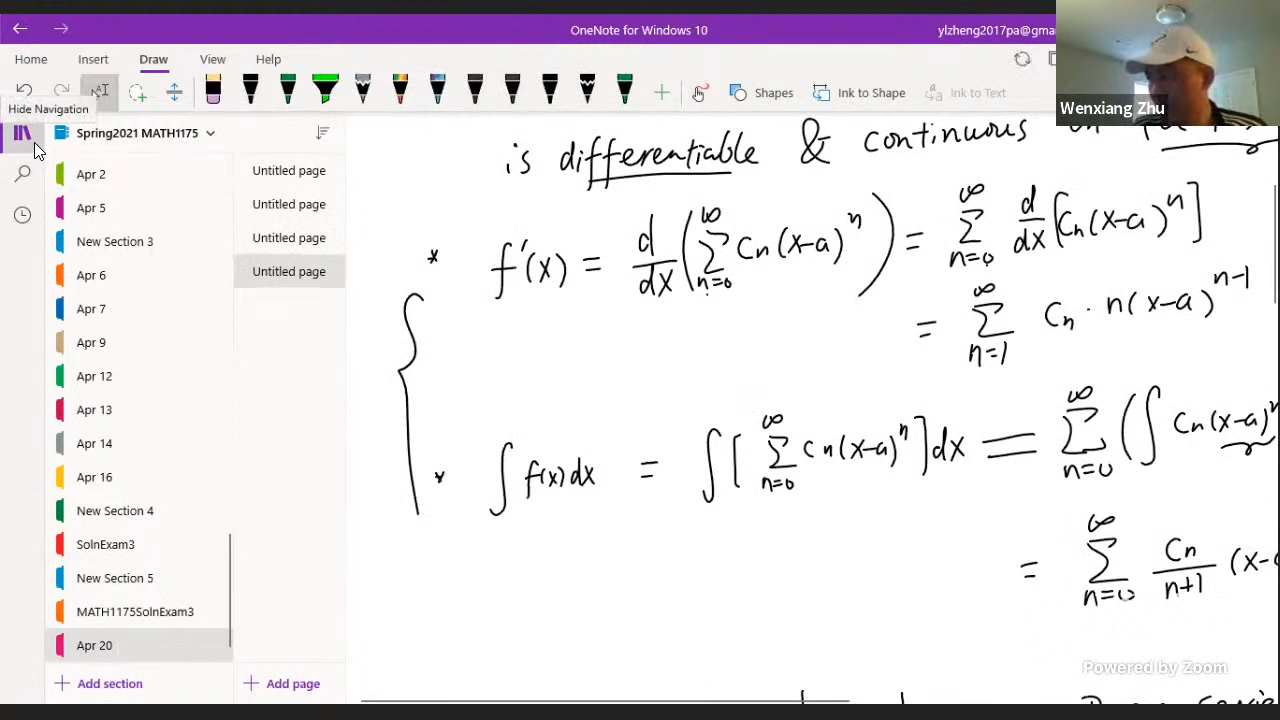 OneNote for Windows 10
ylzheng2017pa@gma
Home Insert Draw View Help
Shapes Ink to Shape Ink to Text
Hide Navigation
Wenxiang Zhu
Spring2021 MATH1175
Apr 2
Apr 5
New Section 3
Apr 6
Apr 7
Apr 9
Apr 12
Apr 13
Apr 14
Apr 16
New Section 4
SolnExam3
New Section 5
MATH1175SolnExam3
Apr 20
Add section
Untitled page
Untitled page
Untitled page
Untitled page
Add page
is differentiable & continuous on
* f'(x) = d/dx (∑_{n=0}^∞ Cn(x-a)^n) = ∑_{n=0}^∞ d/dx [Cn(x-a)^n]
= ∑_{n=1}^∞ Cn · n(x-a)^{n-1}
* ∫ f(x) dx = ∫ [ ∑_{n=0}^∞ Cn(x-a)^n ] dx = ∑_{n=0}^∞ ( ∫ Cn(x-a)^n
= ∑_{n=0}^∞ Cn/(n+1) (x-
Powered by Zoom